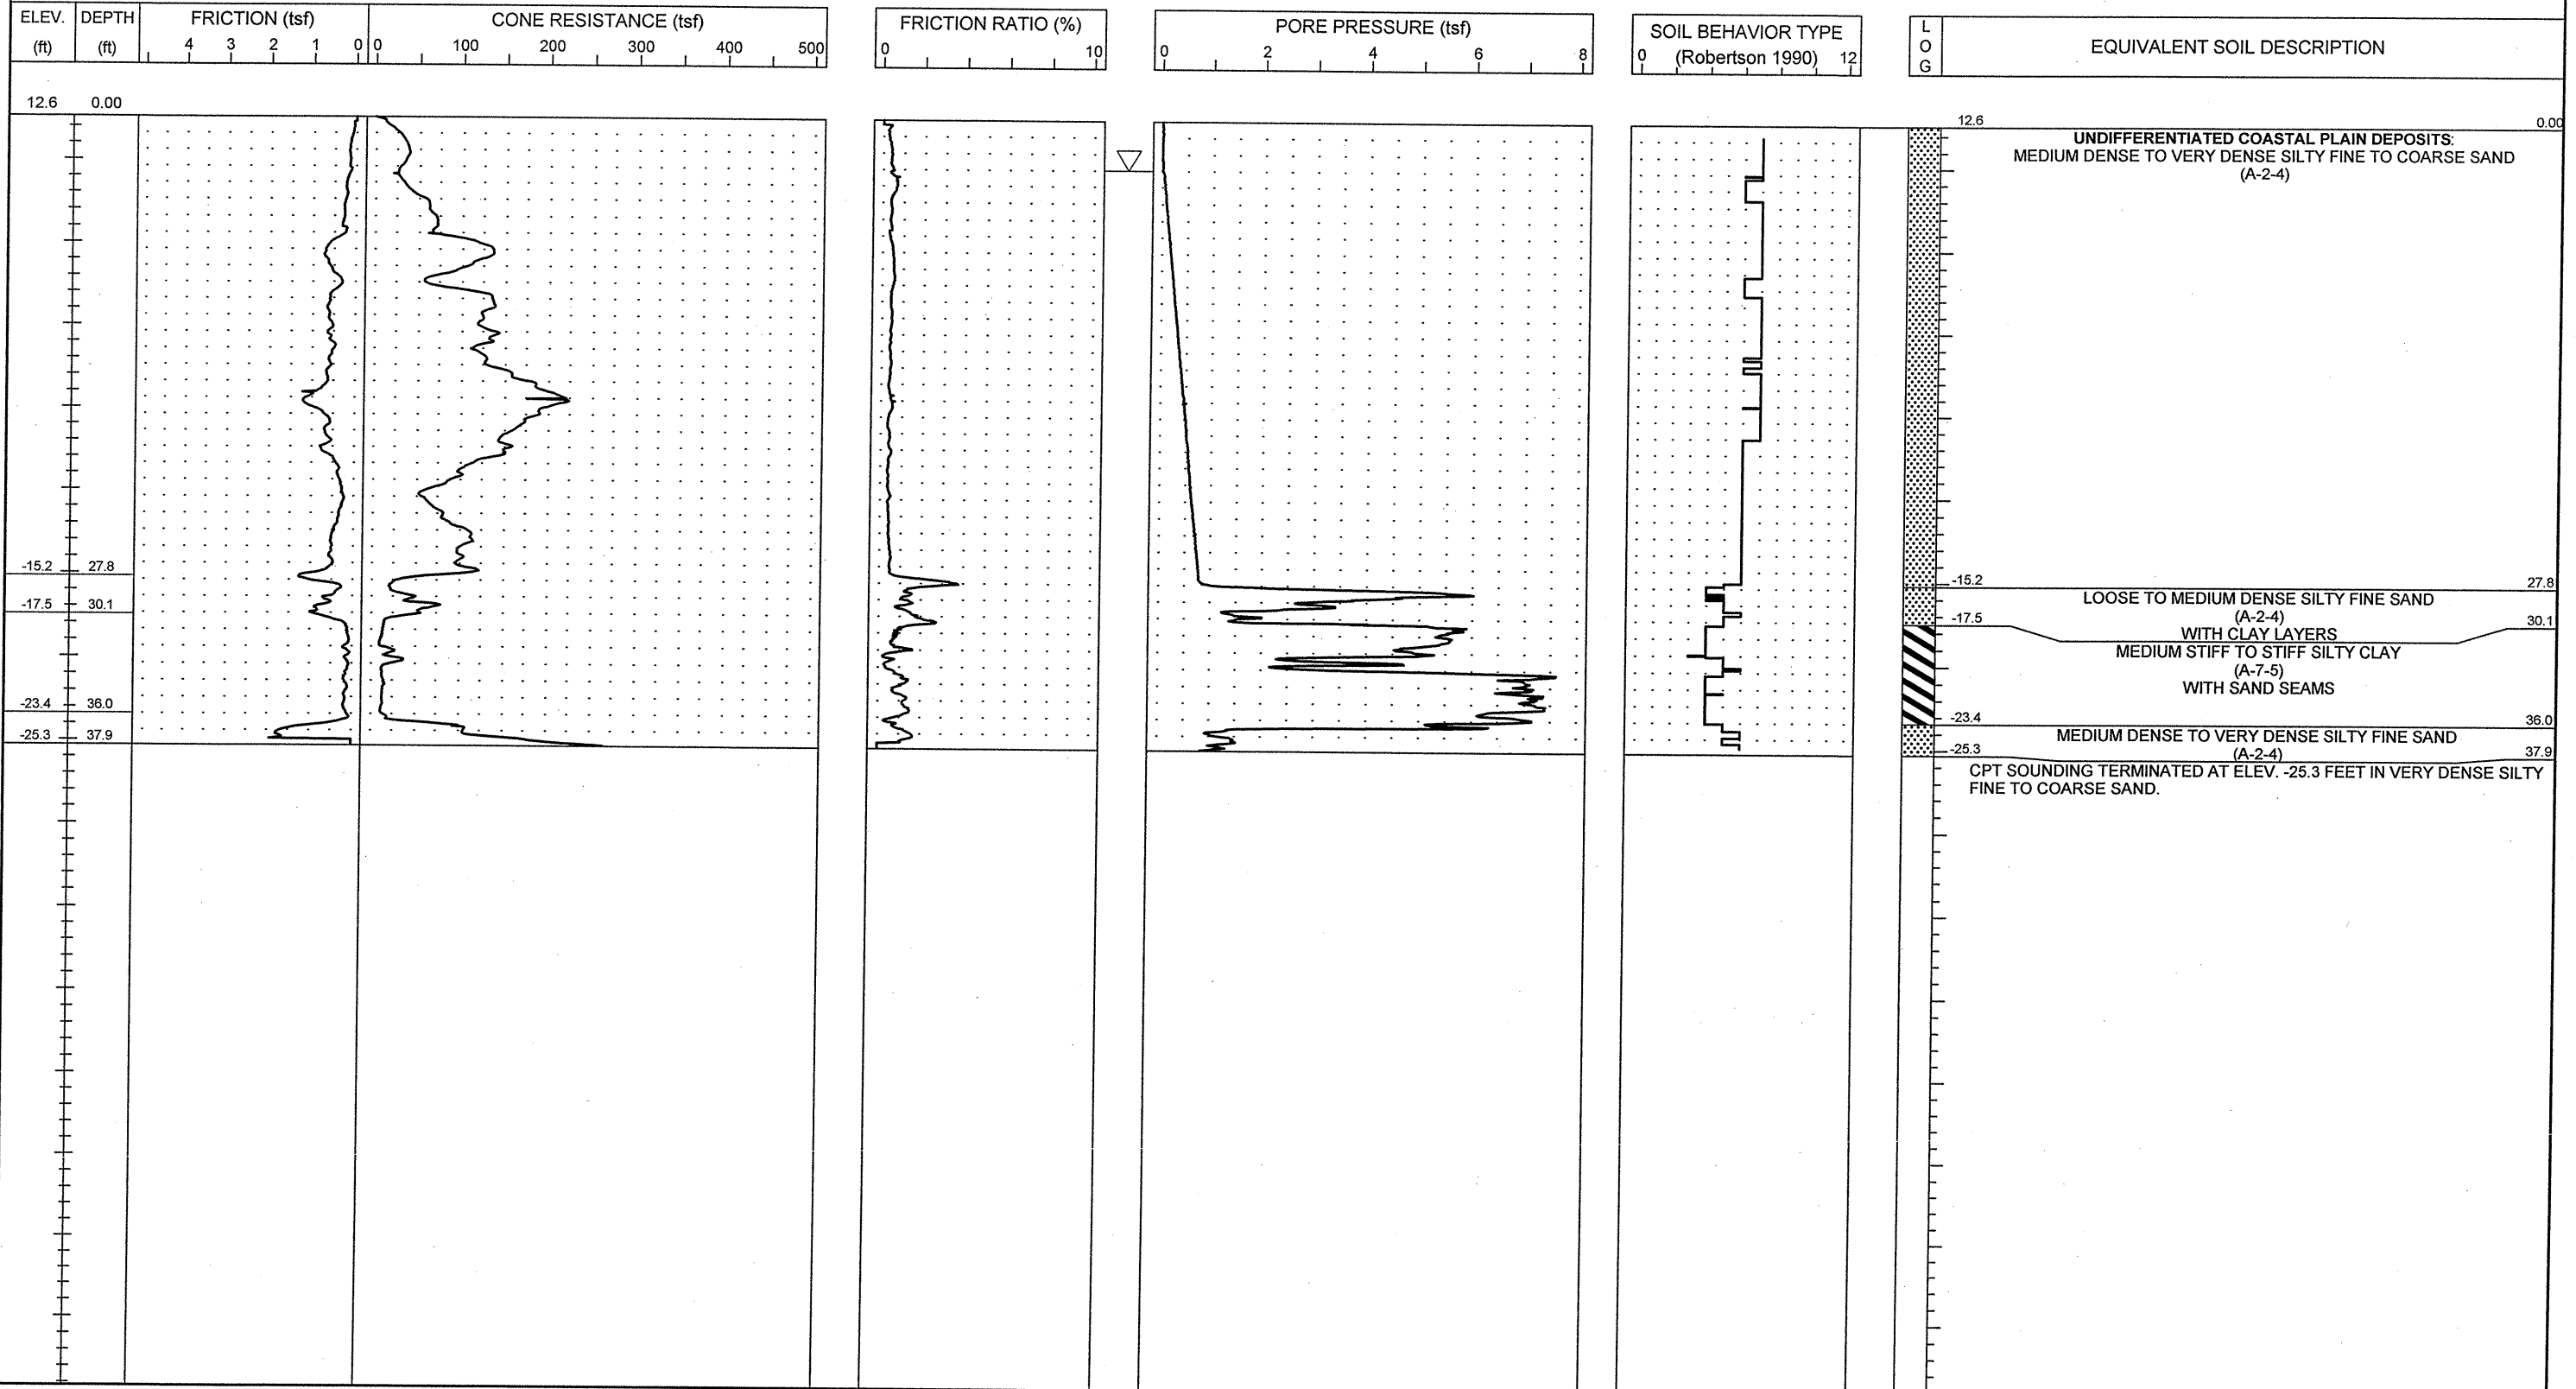 ELEV. DEPTH FRICTION (tsf) CONE RESISTANCE (tsf) FRICTION RATIO (%) PORE PRESSURE (tsf) SOIL BEHAVIOR TYPE L
(ft) (ft) 4 3 2 1 0 0 100 200 300 400 500 0 10 0 2 4 6 8 0 (Robertson 1990) 12 O EQUIVALENT SOIL DESCRIPTION
G
12.6 0.00
12.6 0.00
UNDIFFERENTIATED COASTAL PLAIN DEPOSITS:
MEDIUM DENSE TO VERY DENSE SILTY FINE TO COARSE SAND
(A-2-4)
-15.2 27.8
-15.2 27.8
LOOSE TO MEDIUM DENSE SILTY FINE SAND
(A-2-4)
-17.5 30.1
-17.5 30.1
WITH CLAY LAYERS
MEDIUM STIFF TO STIFF SILTY CLAY
(A-7-5)
WITH SAND SEAMS
-23.4 36.0
-23.4 36.0
MEDIUM DENSE TO VERY DENSE SILTY FINE SAND
(A-2-4)
-25.3 37.9
-25.3 37.9
CPT SOUNDING TERMINATED AT ELEV. -25.3 FEET IN VERY DENSE SILTY
FINE TO COARSE SAND.